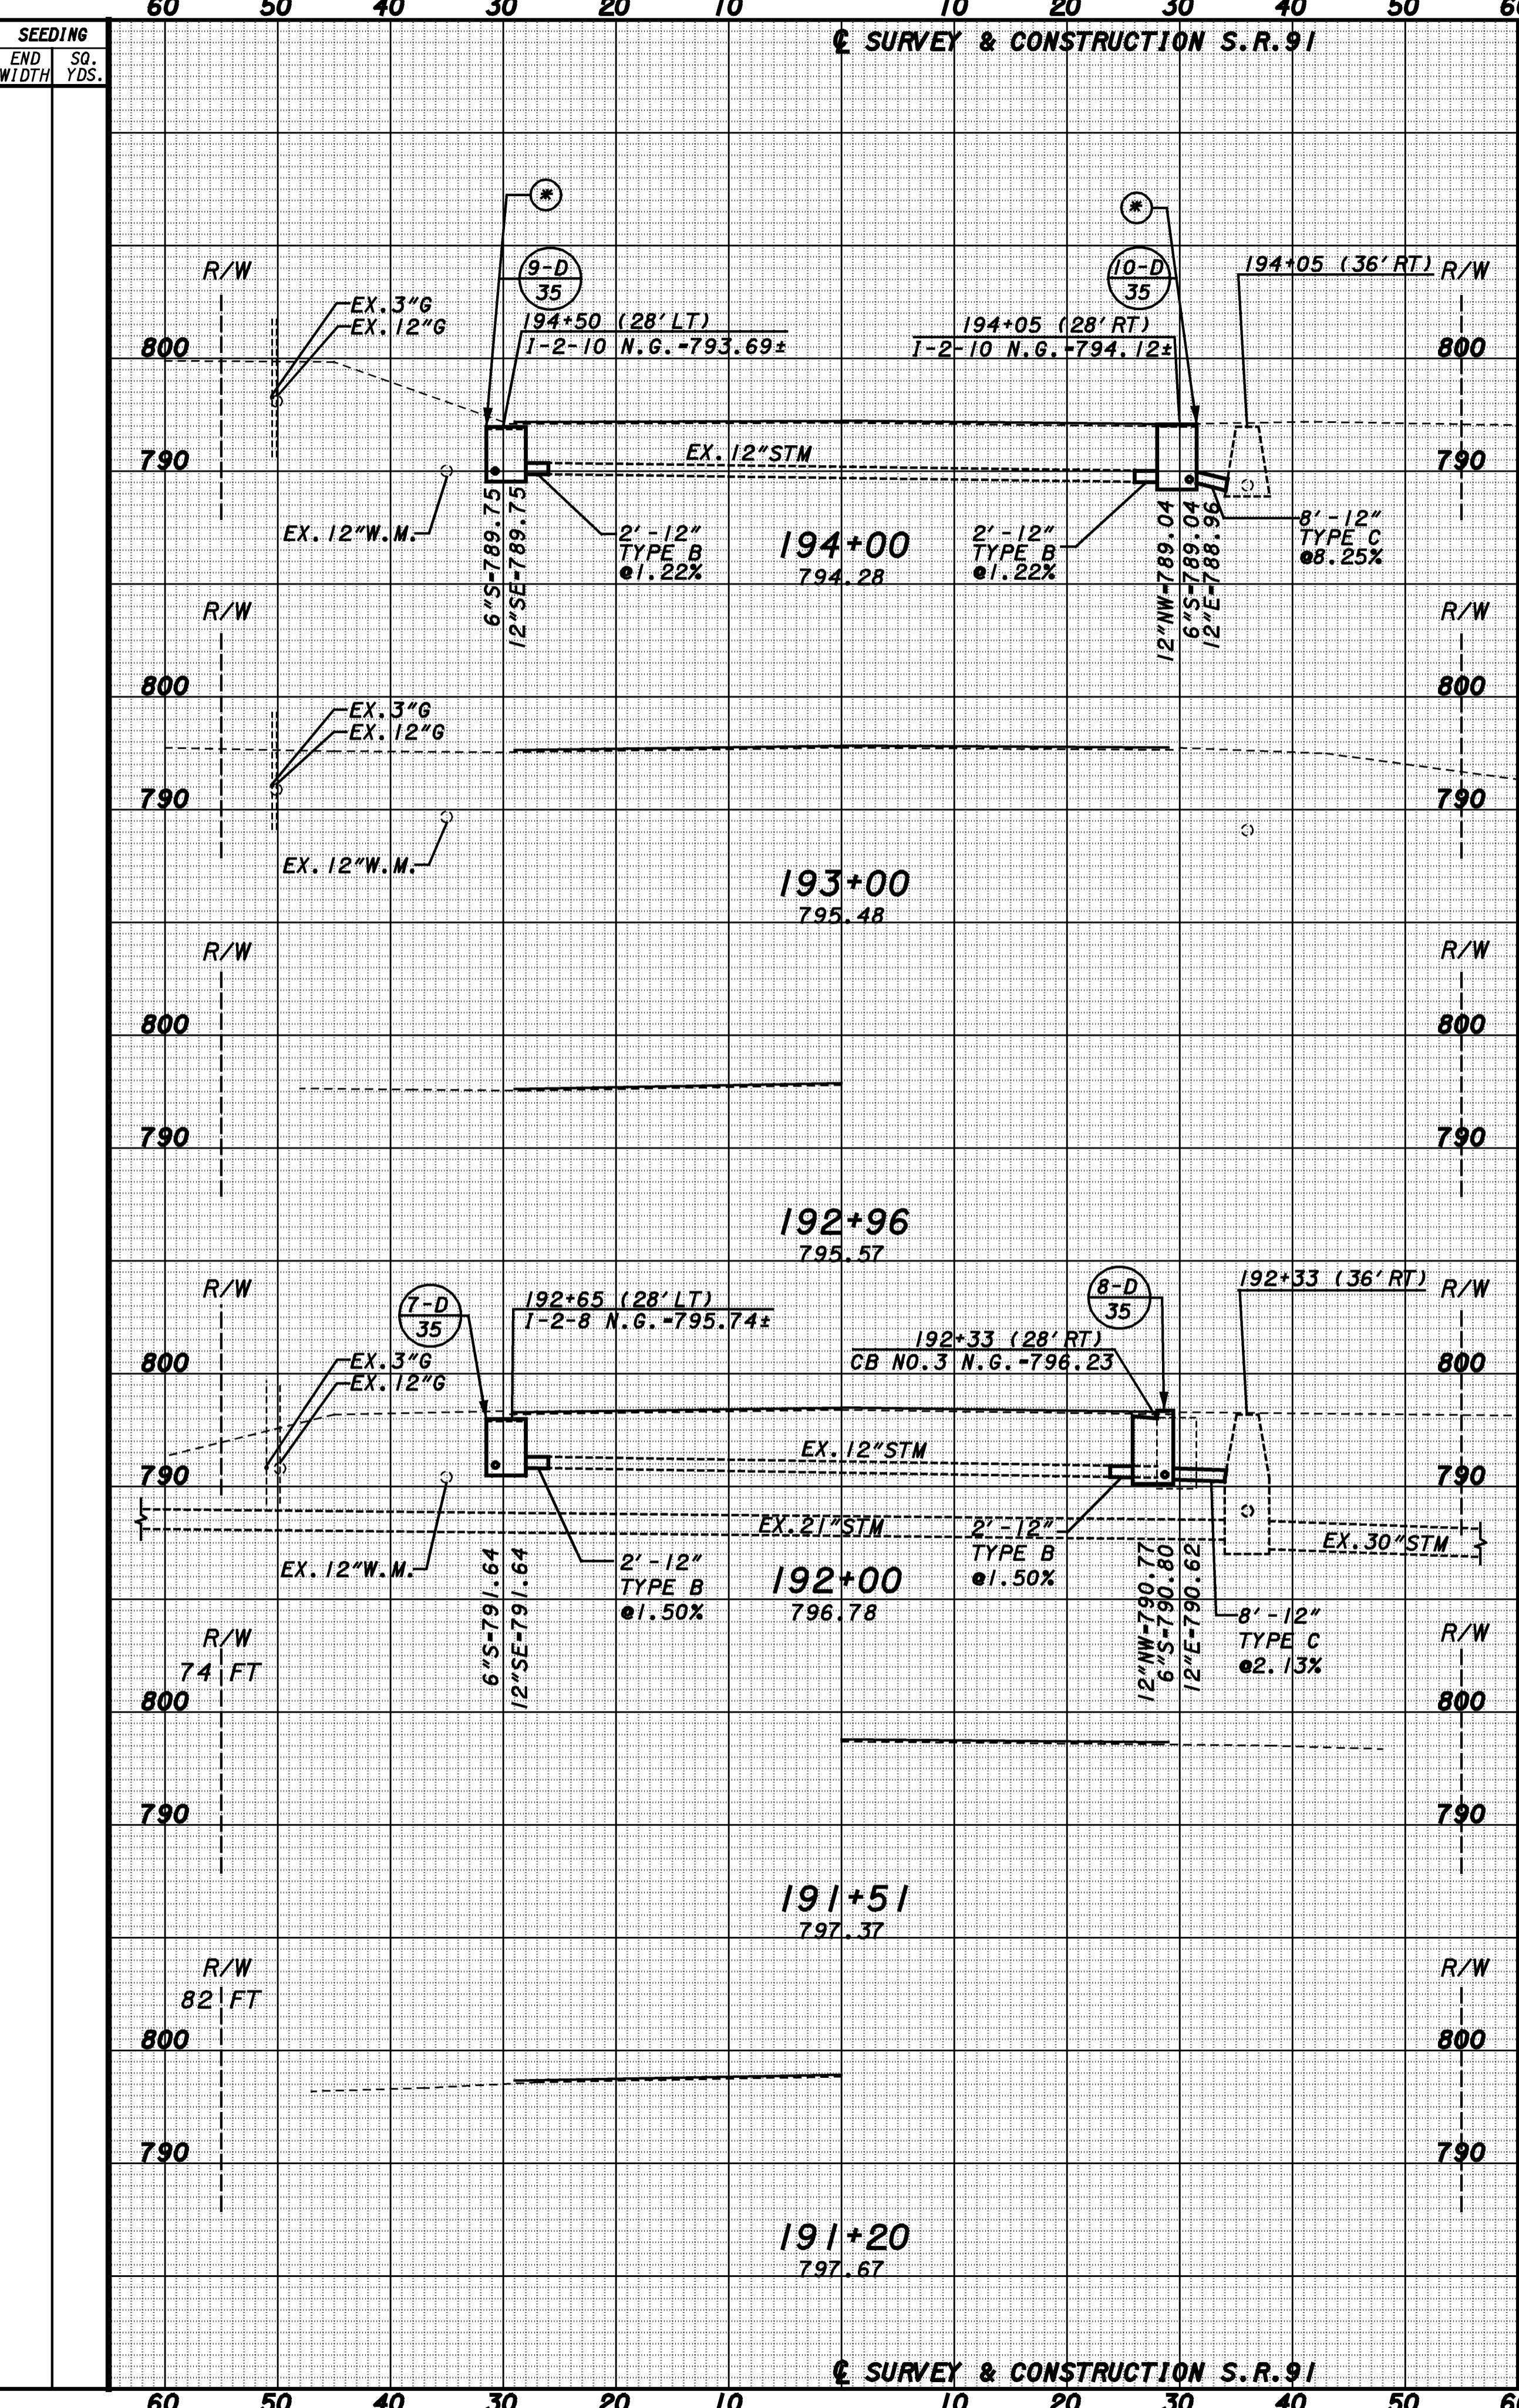 60 50 40 30 20 10 10 20 30 40 50 60
SEEDING
END WIDTH
SQ. YDS.
℄ SURVEY & CONSTRUCTION S.R.91
*
*
R/W
9-D
35
10-D
35
194+05 (36' RT)
R/W
EX.3"G
EX.12"G
194+50 (28' LT)
I-2-10 N.G.=793.69±
194+05 (28' RT)
I-2-10 N.G.=794.12±
800
800
EX.12"STM
790
790
EX.12"W.M.
6"S=789.75
12"SE=789.75
2'-12"
TYPE B
@1.22%
194+00
794.28
2'-12"
TYPE B
@1.22%
12"NW=789.04
6"S=789.04
12"E=788.96
8'-12"
TYPE C
@8.25%
R/W
R/W
800
800
EX.3"G
EX.12"G
790
790
EX.12"W.M.
193+00
795.48
R/W
R/W
800
800
790
790
192+96
795.57
R/W
7-D
35
192+65 (28' LT)
I-2-8 N.G.=795.74±
8-D
35
192+33 (36' RT)
R/W
192+33 (28' RT)
CB NO.3 N.G.=796.23
800
800
EX.3"G
EX.12"G
EX.12"STM
790
790
EX.21"STM
EX.30"STM
EX.12"W.M.
6"S=791.64
12"SE=791.64
2'-12"
TYPE B
@1.50%
192+00
796.78
2'-12"
TYPE B
@1.50%
12"NW=790.77
6"S=790.80
12"E=790.62
8'-12"
TYPE C
@2.13%
R/W
74 FT
R/W
800
800
790
790
191+51
797.37
R/W
82 FT
R/W
800
800
790
790
191+20
797.67
℄ SURVEY & CONSTRUCTION S.R.91
60 50 40 30 20 10 10 20 30 40 50 60